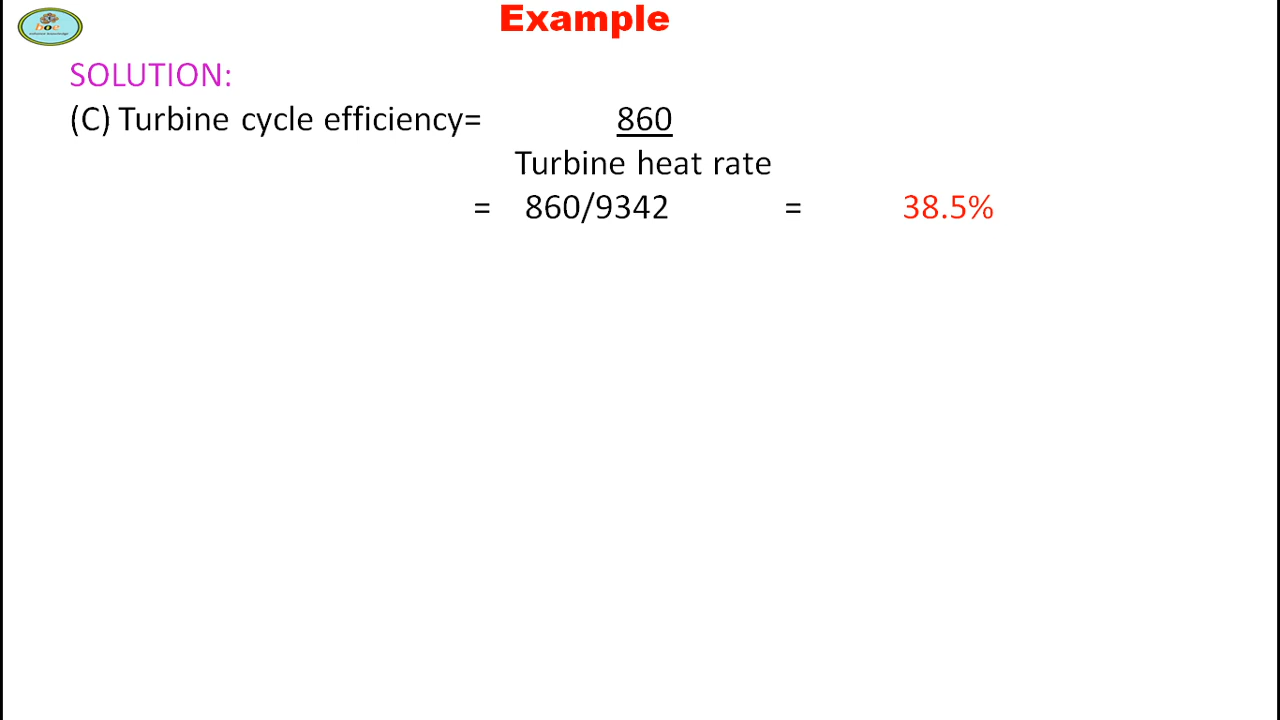 Example
SOLUTION:
(C) Turbine cycle efficiency= 860
Turbine heat rate
= 860/9342 = 38.5%